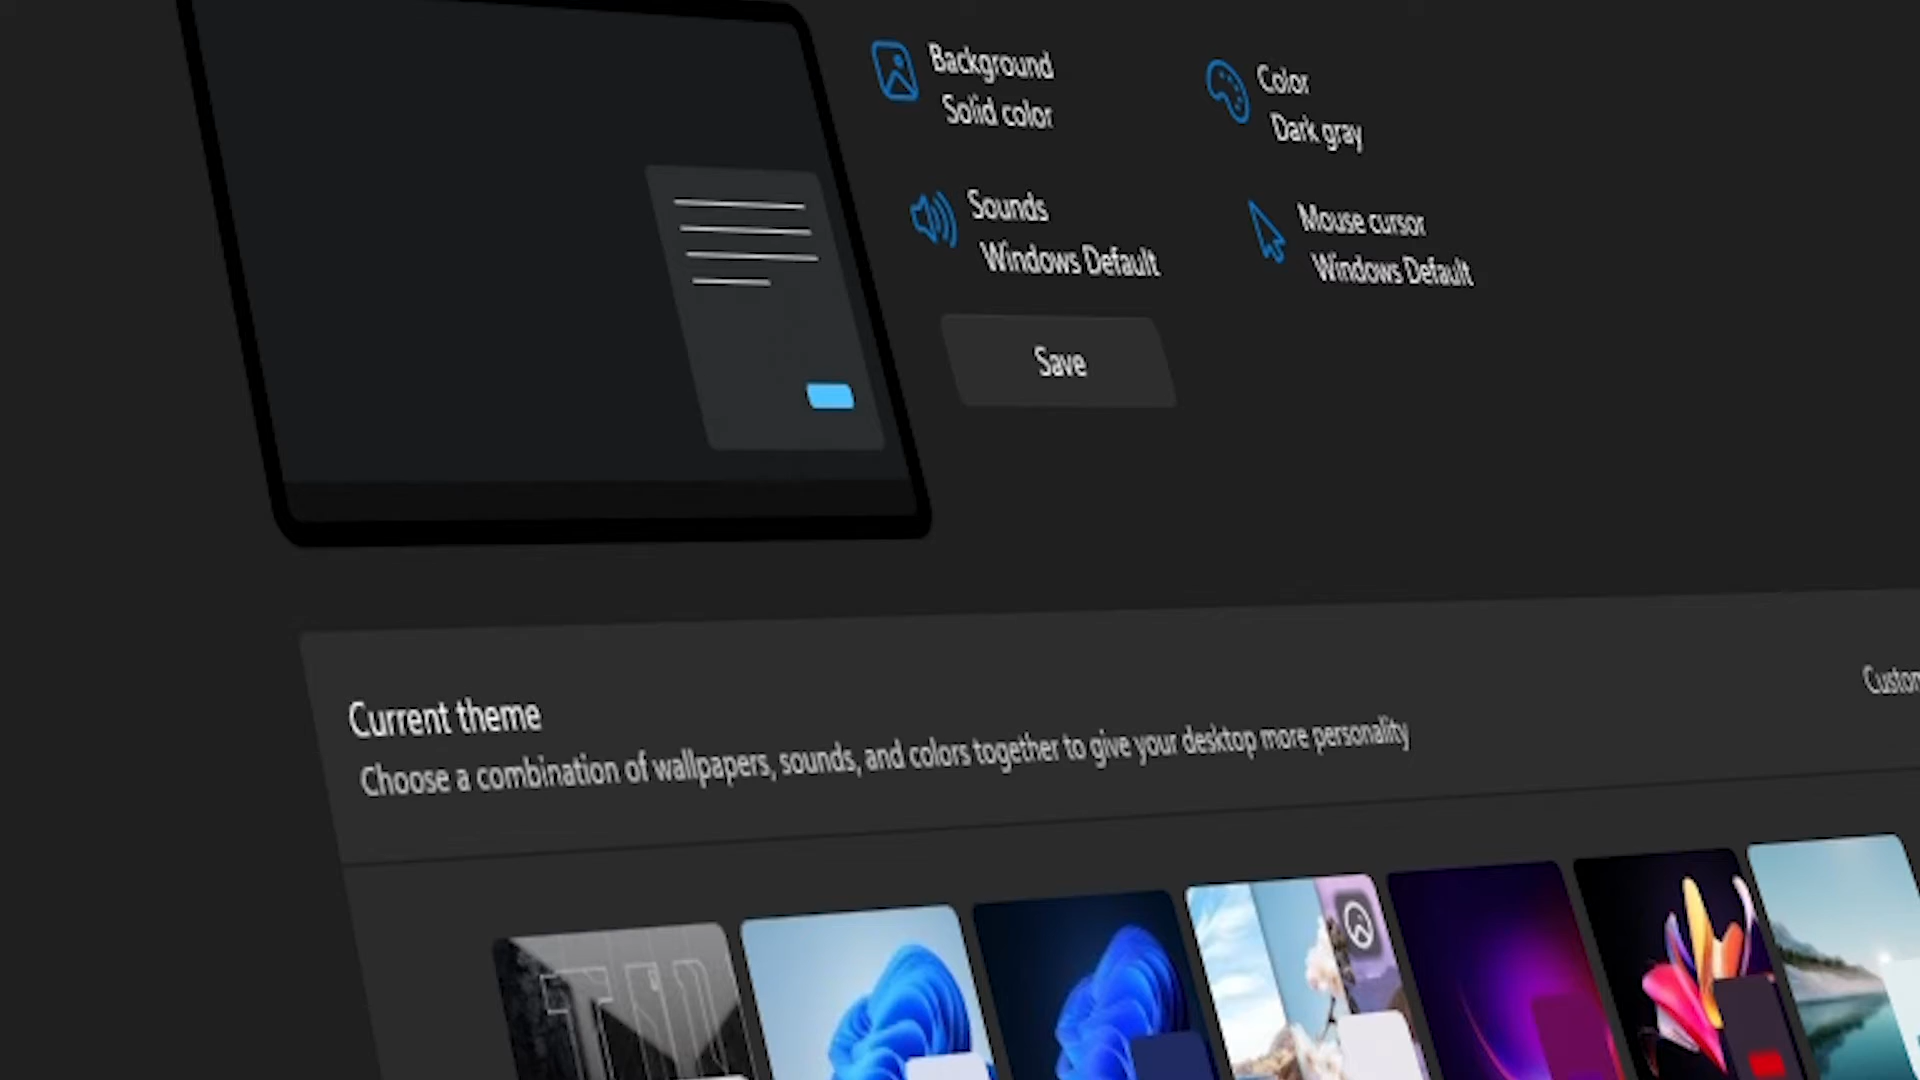 Background
Solid color
Color
Dark gray
Sounds
Windows Default
Mouse cursor
Windows Default
Save
Current theme
Choose a combination of wallpapers, sounds, and colors together to give your desktop more personality